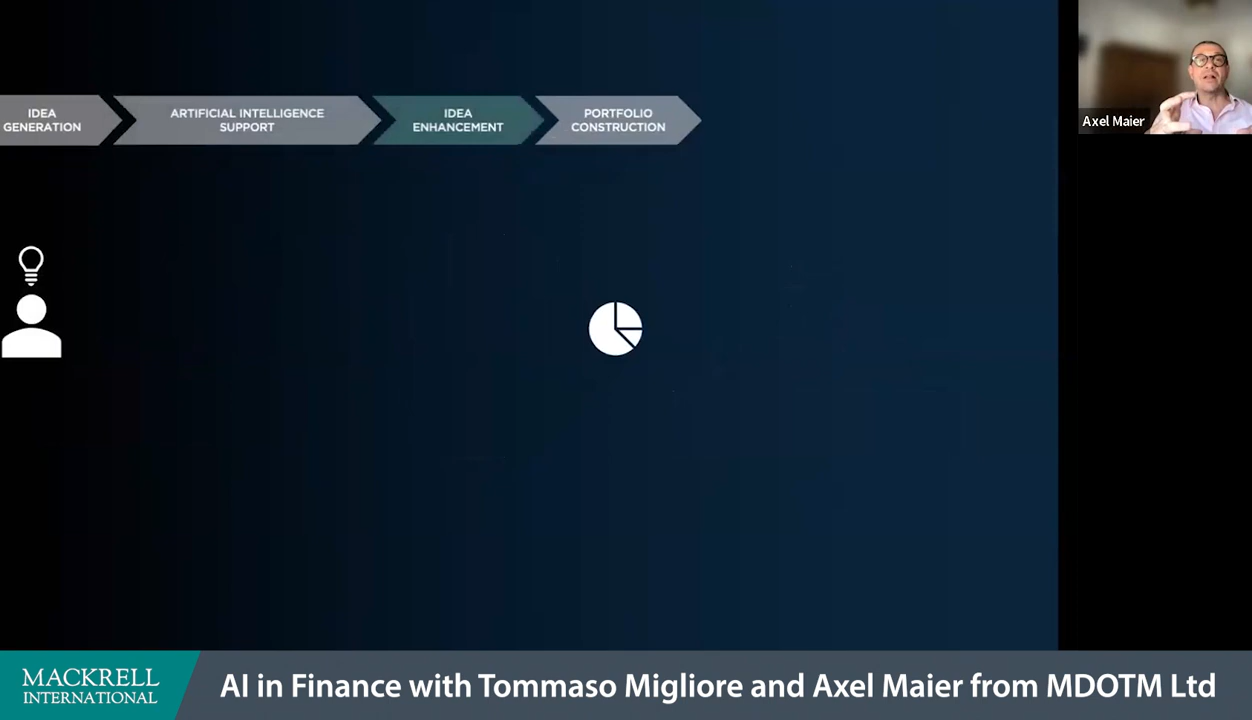 IDEA
GENERATION
ARTIFICIAL INTELLIGENCE
SUPPORT
IDEA
ENHANCEMENT
PORTFOLIO
CONSTRUCTION
Axel Maier
MACKRELL
INTERNATIONAL
AI in Finance with Tommaso Migliore and Axel Maier from MDOTM Ltd